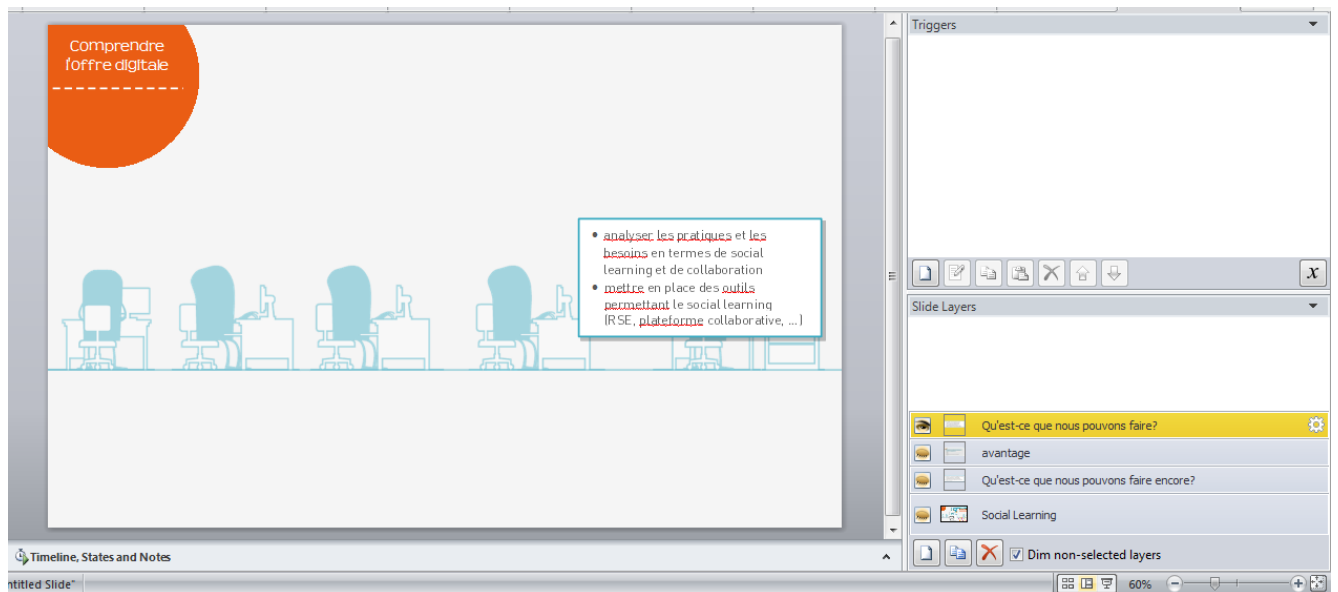 Comprendre
l'offre digitale
• analyser les pratiques et les
besoins en termes de social
learning et de collaboration
• mettre en place des outils
permettant le social learning
(RSE, plateforme collaborative, ...)
Triggers
x
Slide Layers
Qu'est-ce que nous pouvons faire?
avantage
Qu'est-ce que nous pouvons faire encore?
Social Learning
Dim non-selected layers
Timeline, States and Notes
ntitled Slide"
60%